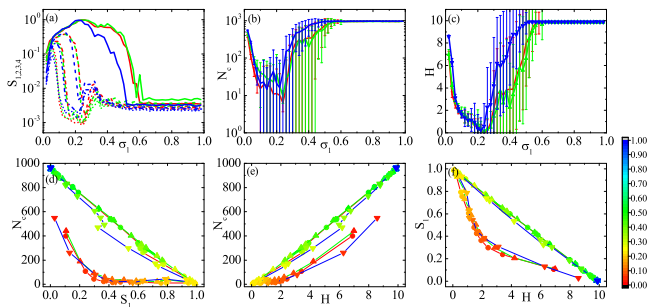 (a) (b) (c)
10⁰ 10⁻¹ 10⁻² 10⁻³
S₁,₂,₃,₄
0.0 0.2 0.4 0.6 0.8 1.0
σ₁
10³ 10² 10¹ 10⁰
N_c
0.0 0.2 0.4 0.6 0.8 1.0
σ₁
10 8 6 4 2 0
H
0.0 0.2 0.4 0.6 0.8 1.0
σ₁
(d) (e) (f)
1000 800 600 400 200 0
N_c
0.0 0.2 0.4 0.6 0.8 1.0
S₁
1000 800 600 400 200 0
N_c
0 2 4 6 8 10
H
1.0 0.8 0.6 0.4 0.2 0.0
S₁
0 2 4 6 8 10
H
1.00
0.90
0.80
0.70
0.60
0.50
0.40
0.30
0.20
0.10
0.00